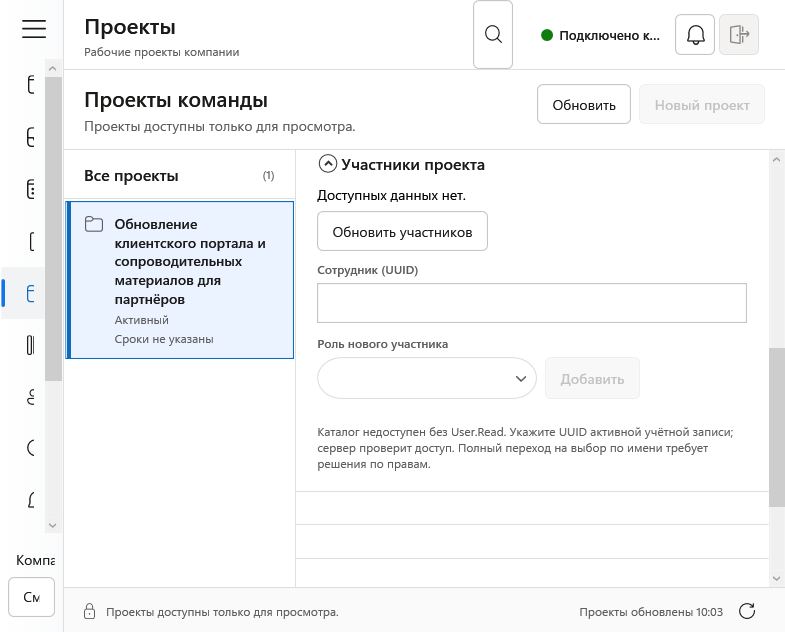 Проекты
Рабочие проекты компании
Подключено к...
Проекты команды
Проекты доступны только для просмотра.
Обновить
Новый проект
Все проекты
(1)
Обновление
клиентского портала и
сопроводительных
материалов для
партнёров
Активный
Сроки не указаны
Участники проекта
Доступных данных нет.
Обновить участников
Сотрудник (UUID)
Роль нового участника
Добавить
Каталог недоступен без User.Read. Укажите UUID активной учётной записи;
сервер проверит доступ. Полный переход на выбор по имени требует
решения по правам.
Компа
См
Проекты доступны только для просмотра.
Проекты обновлены 10:03